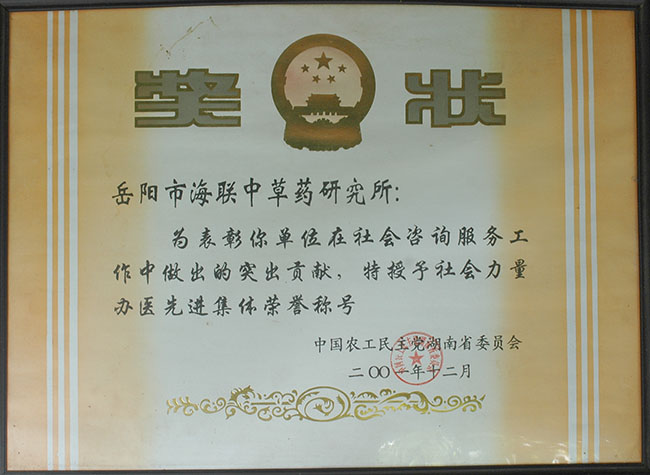 奖状
岳阳市海联中草药研究所：
为表彰你单位在社会咨询服务工
作中做出的突出贡献，特授予社会力量
办医先进集体荣誉称号
中国农工民主党湖南省委员会
二〇〇一年十二月